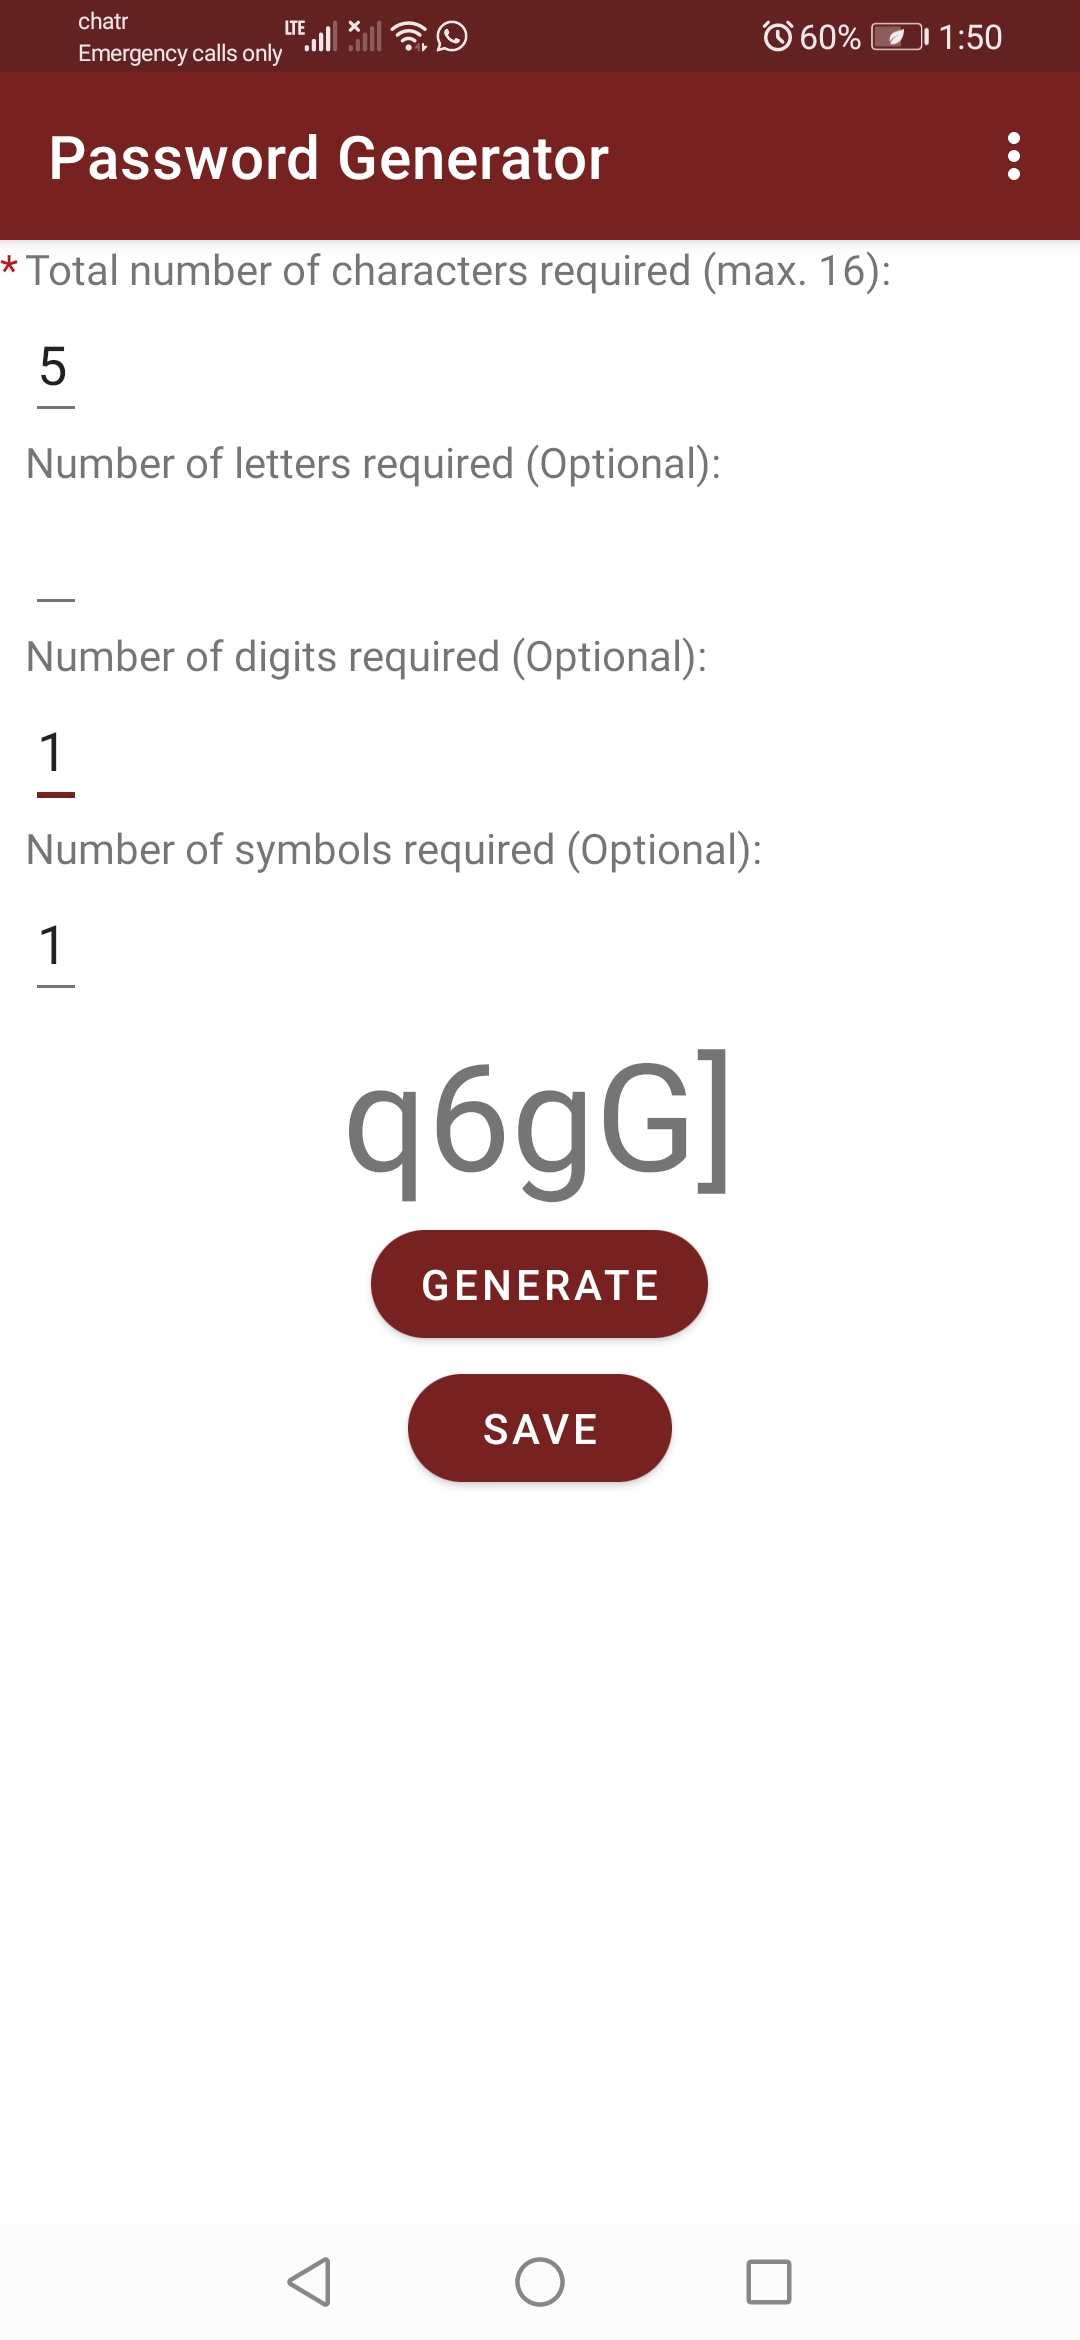 chatr
Emergency calls only LTE 60% 1:50
Password Generator
* Total number of characters required (max. 16):
5
Number of letters required (Optional):
Number of digits required (Optional):
1
Number of symbols required (Optional):
1
q6gG]
GENERATE
SAVE